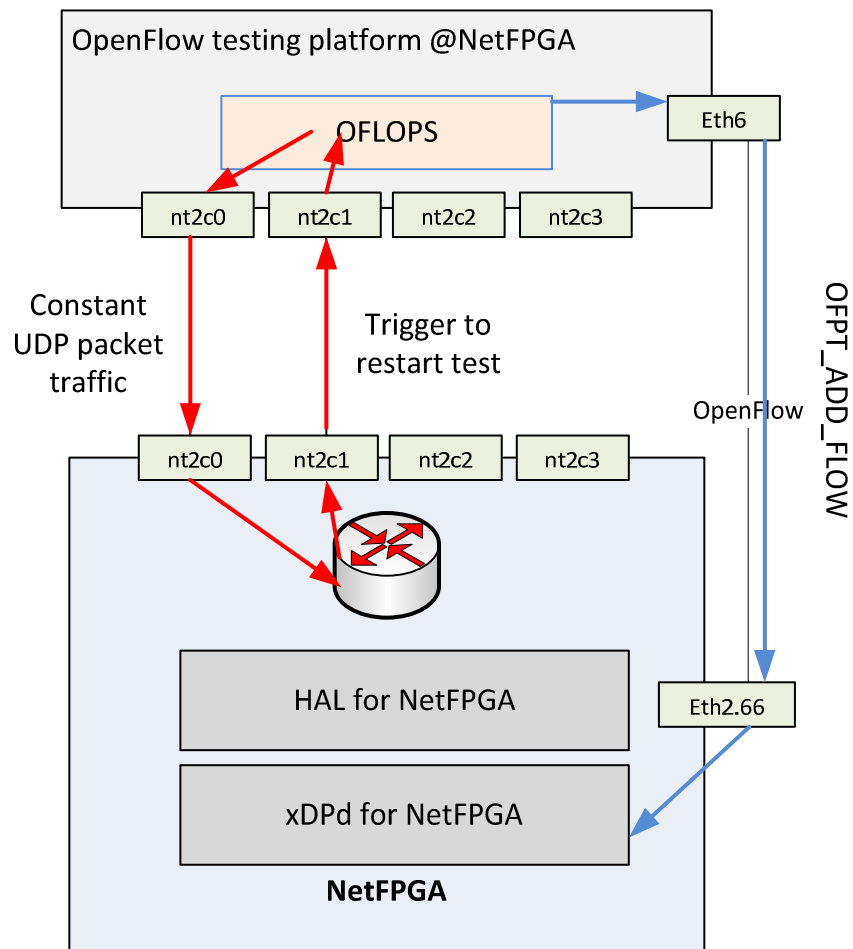 OpenFlow testing platform @NetFPGA
OFLOPS
Eth6
nt2c0
nt2c1
nt2c2
nt2c3
Constant
UDP packet
traffic
Trigger to
restart test
OFPT_ADD_FLOW
OpenFlow
nt2c0
nt2c1
nt2c2
nt2c3
HAL for NetFPGA
Eth2.66
xDPd for NetFPGA
NetFPGA